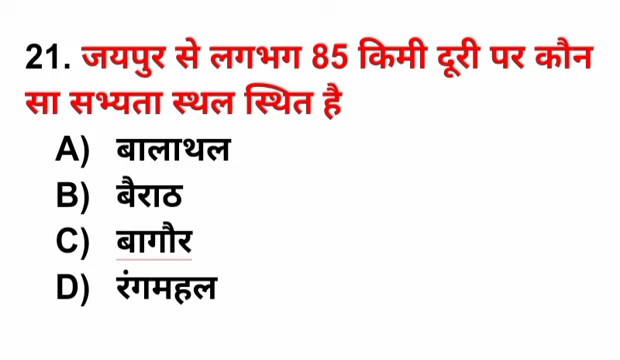 21. जयपुर से लगभग 85 किमी दूरी पर कौन
सा सभ्यता स्थल स्थित है
A) बालाथल
B) बैराठ
C) बागौर
D) रंगमहल